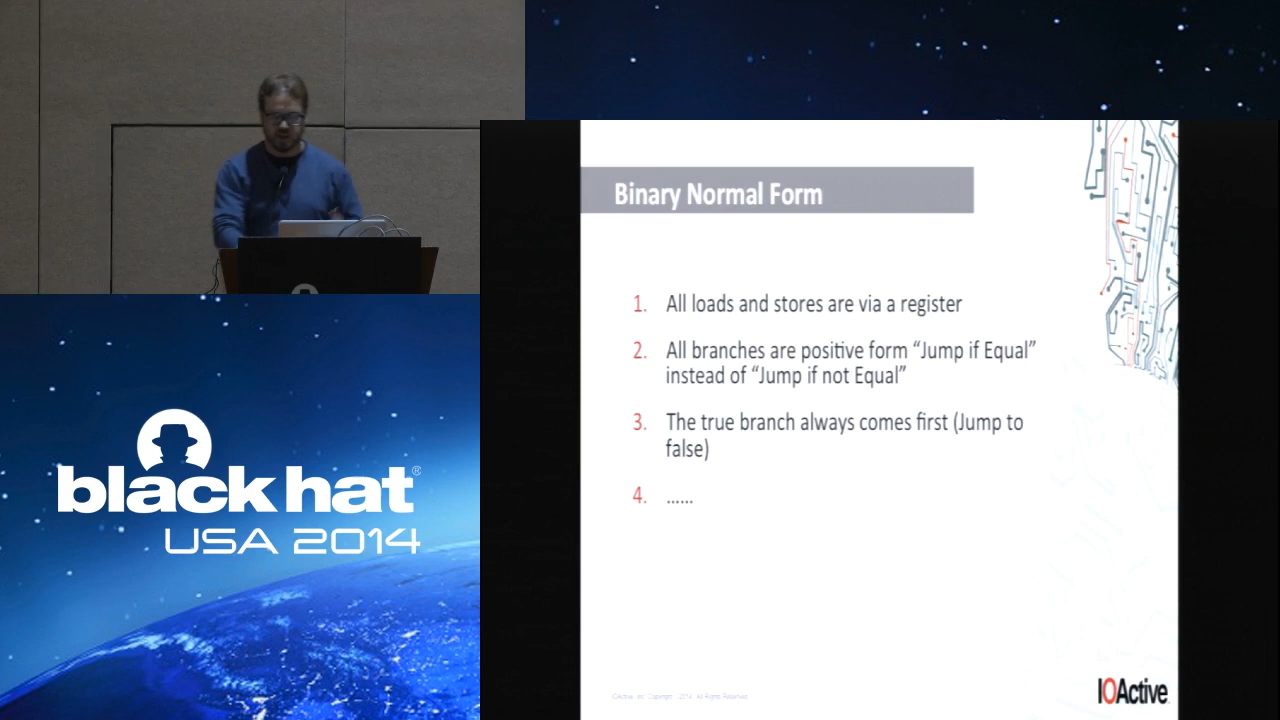 Binary Normal Form
1. All loads and stores are via a register
2. All branches are positive form “Jump if Equal”
instead of “Jump if not Equal”
3. The true branch always comes first (Jump to
false)
4. ......
black hat®
USA 2014
IOActive